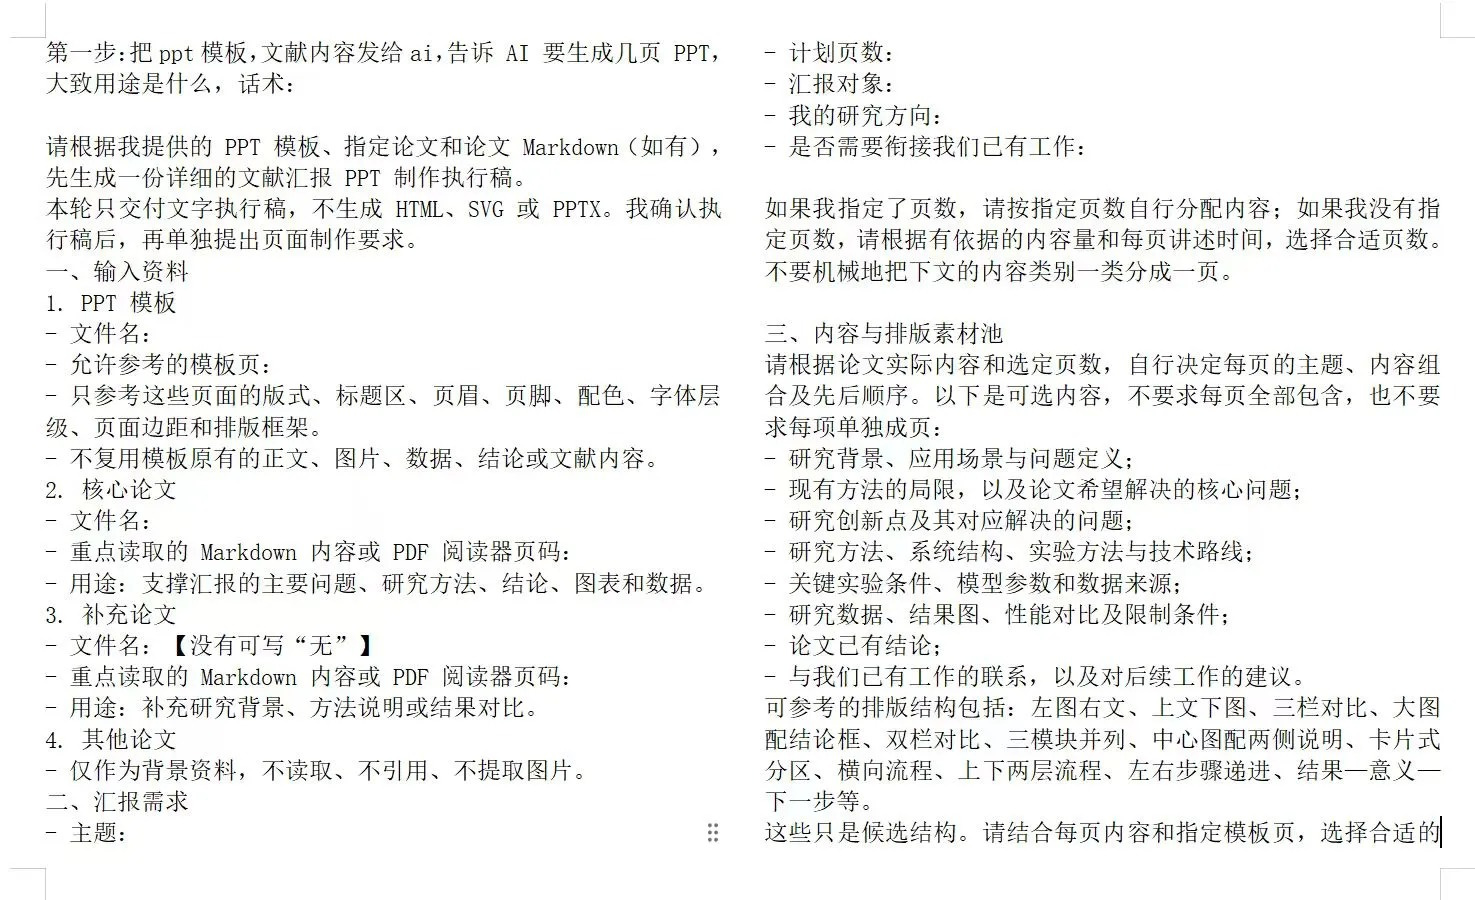 第一步：把 ppt 模板，文献内容发给 ai，告诉 AI 要生成几页 PPT，
大致用途是什么，话术：
请根据我提供的 PPT 模板、指定论文和论文 Markdown（如有），
先生成一份详细的文献汇报 PPT 制作执行稿。
本轮只交付文字执行稿，不生成 HTML、SVG 或 PPTX。我确认执
行稿后，再单独提出页面制作要求。
一、输入资料
1. PPT 模板
- 文件名：
- 允许参考的模板页：
- 只参考这些页面的版式、标题区、页眉、页脚、配色、字体层
级、页面边距和排版框架。
- 不复用模板原有的正文、图片、数据、结论或文献内容。
2. 核心论文
- 文件名：
- 重点读取的 Markdown 内容或 PDF 阅读器页码：
- 用途：支撑汇报的主要问题、研究方法、结论、图表和数据。
3. 补充论文
- 文件名：【没有可写“无”】
- 重点读取的 Markdown 内容或 PDF 阅读器页码：
- 用途：补充研究背景、方法说明或结果对比。
4. 其他论文
- 仅作为背景资料，不读取、不引用、不提取图片。
二、汇报需求
- 主题：
- 计划页数：
- 汇报对象：
- 我的研究方向：
- 是否需要衔接我们已有工作：
如果我指定了页数，请按指定页数自行分配内容；如果我没有指
定页数，请根据有依据的内容量和每页讲述时间，选择合适页数。
不要机械地把下文的内容类别一类分成一页。
三、内容与排版素材池
请根据论文实际内容和选定页数，自行决定每页的主题、内容组
合及先后顺序。以下是可选内容，不要求每页全部包含，也不要
求每项单独成页：
- 研究背景、应用场景与问题定义；
- 现有方法的局限，以及论文希望解决的核心问题；
- 研究创新点及其对应解决的问题；
- 研究方法、系统结构、实验方法与技术路线；
- 关键实验条件、模型参数和数据来源；
- 研究数据、结果图、性能对比及限制条件；
- 论文已有结论；
- 与我们已有工作的联系，以及对后续工作的建议。
可参考的排版结构包括：左图右文、上文下图、三栏对比、大图
配结论框、双栏对比、三模块并列、中心图配两侧说明、卡片式
分区、横向流程、上下两层流程、左右步骤递进、结果—意义—
下一步等。
这些只是候选结构。请结合每页内容和指定模板页，选择合适的